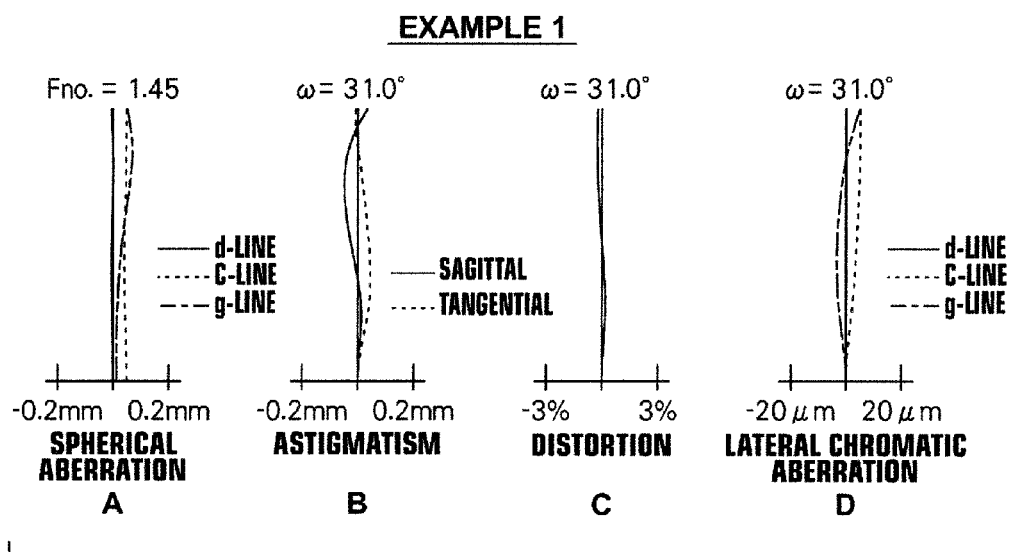 EXAMPLE 1
Fno. = 1.45
ω = 31.0°
ω = 31.0°
ω = 31.0°
d-LINE
C-LINE
g-LINE
SAGITTAL
TANGENTIAL
d-LINE
C-LINE
g-LINE
-0.2mm 0.2mm
-0.2mm 0.2mm
-3% 3%
-20 μm 20 μm
SPHERICAL
ABERRATION
ASTIGMATISM
DISTORTION
LATERAL CHROMATIC
ABERRATION
A
B
C
D